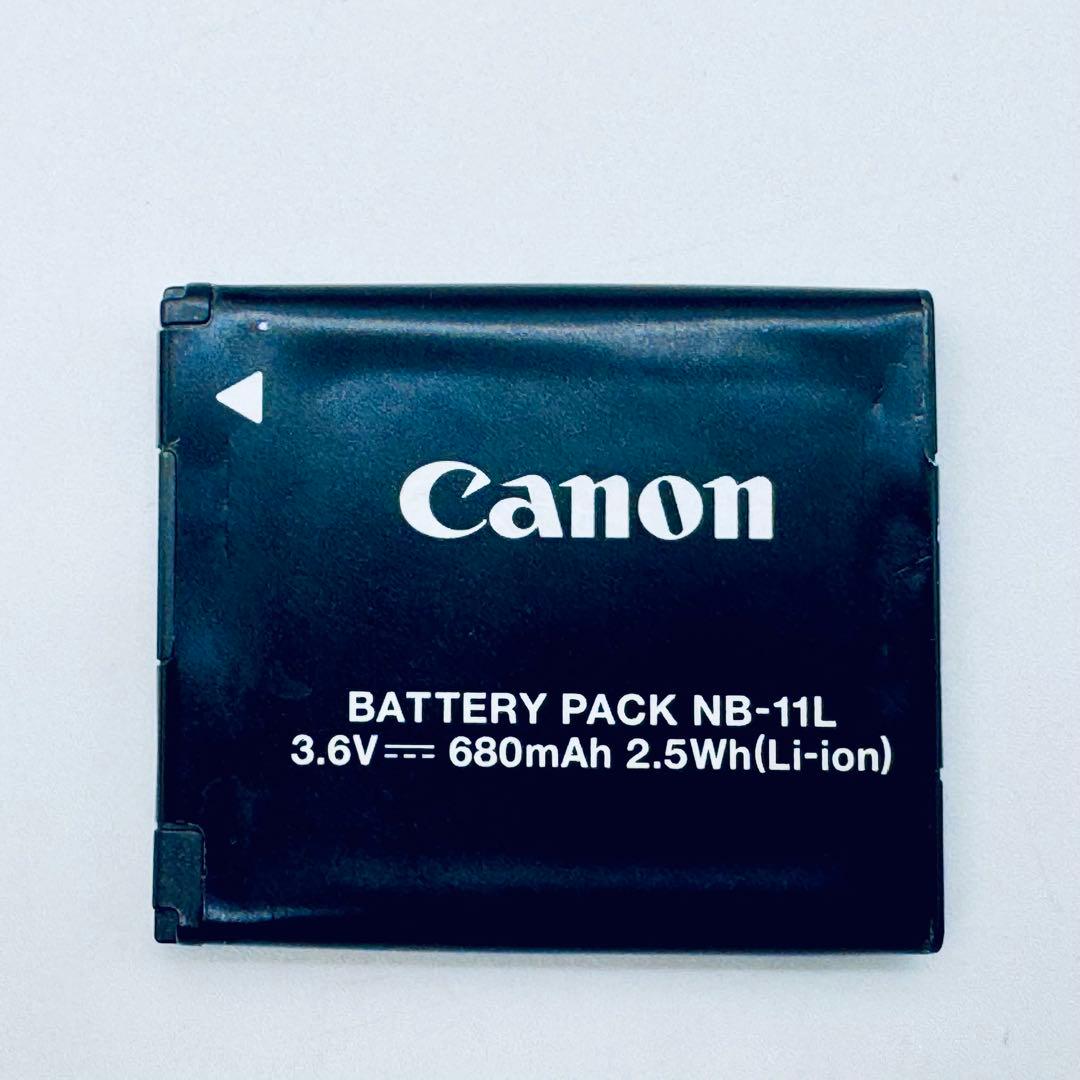 Canon
BATTERY PACK NB-11L
3.6V⎓ 680mAh 2.5Wh(Li-ion)